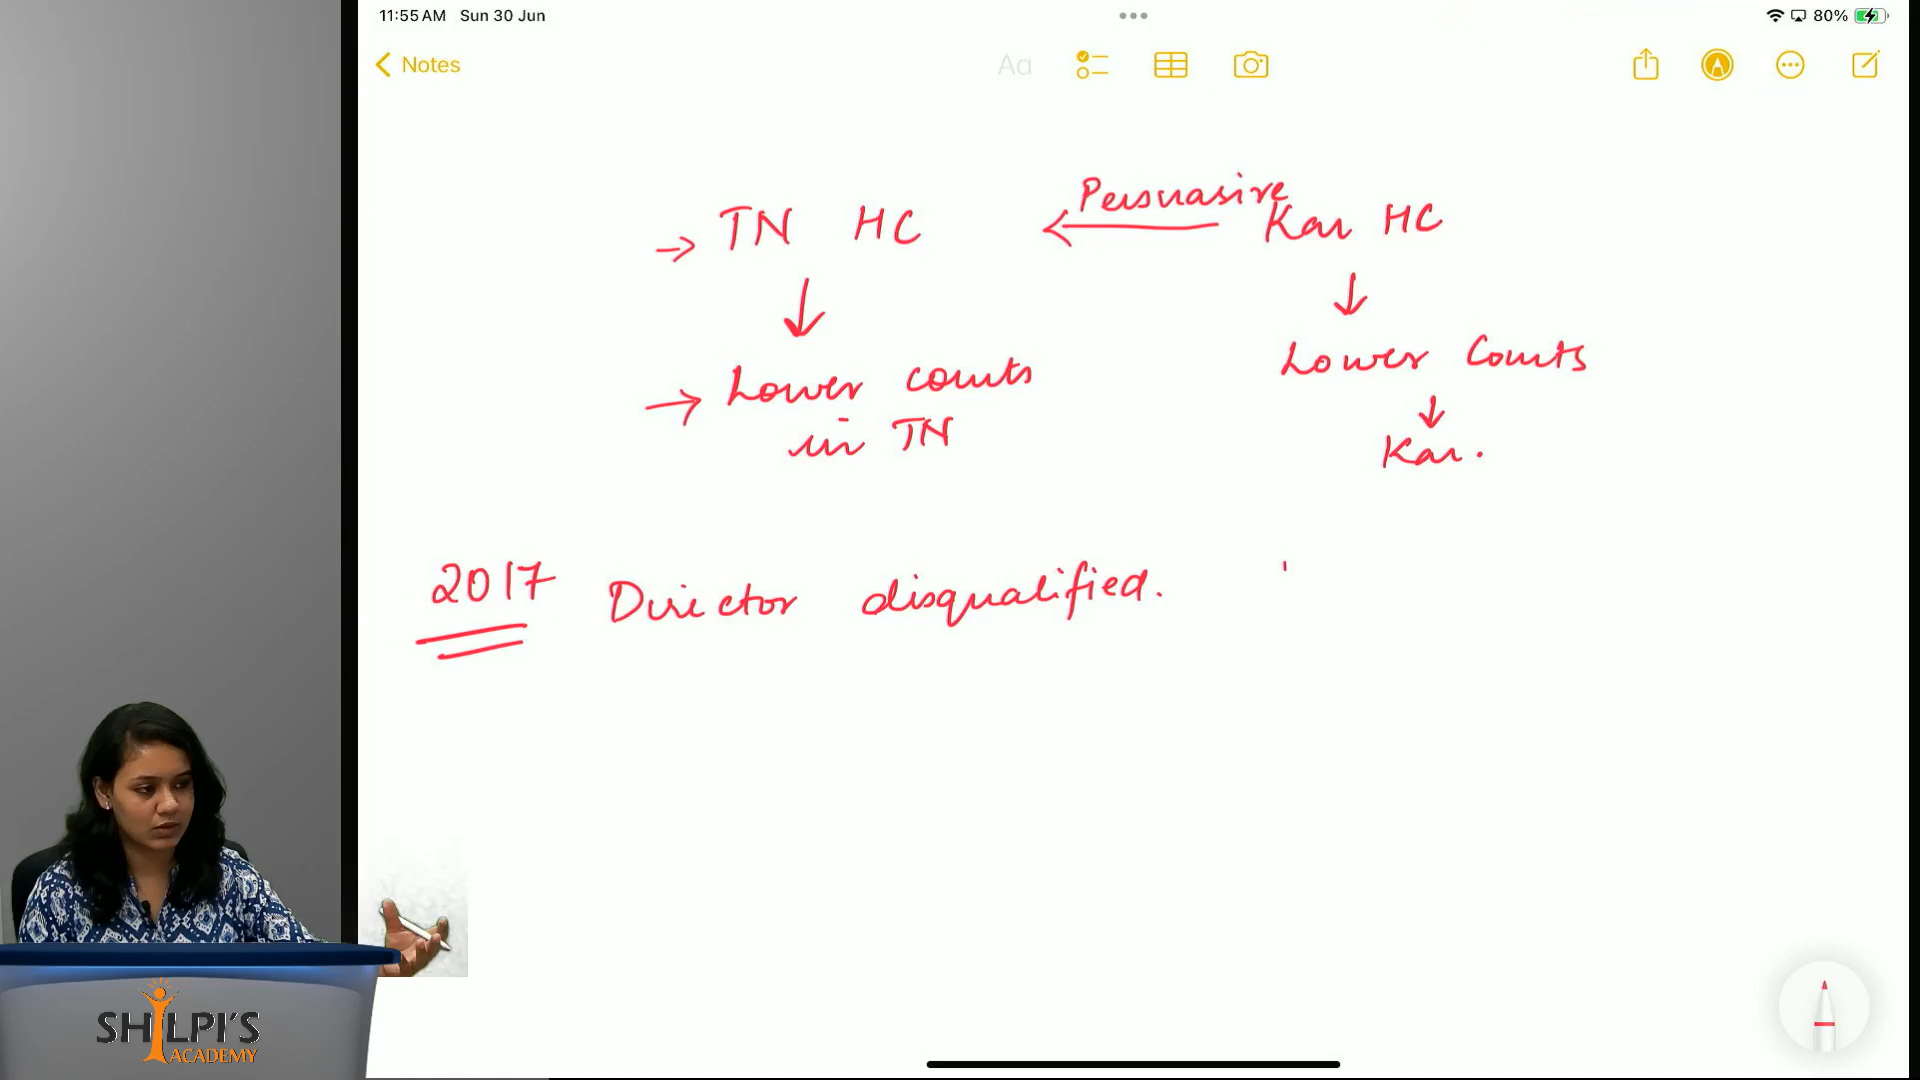 11:55 AM Sun 30 Jun
80%
Notes
Aa
Persuasive
→ TN HC ← Kar HC
↓ ↓
→ Lower courts Lower Courts
in TN ↓
Kar.
2017 Director disqualified.
SHILPI'S
ACADEMY